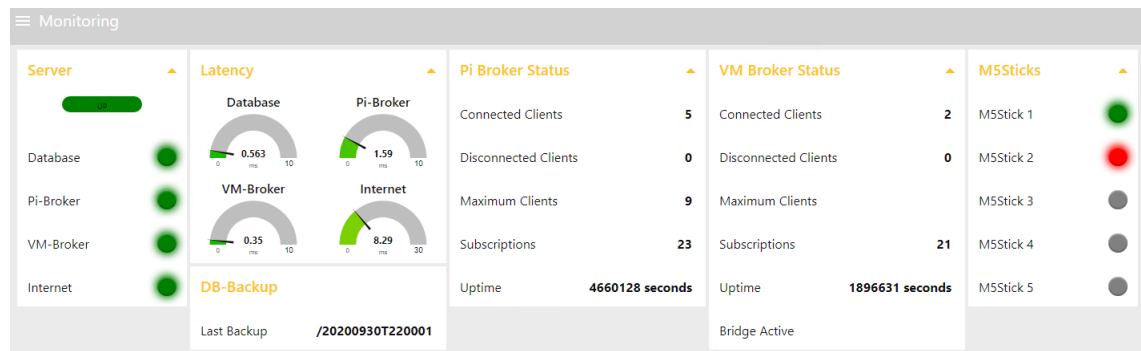 Monitoring
Server
UP
Database
Pi-Broker
VM-Broker
Internet
Latency
Database
0.563
ms
0
10
Pi-Broker
1.59
ms
0
10
VM-Broker
0.35
ms
0
10
Internet
8.29
ms
0
30
DB-Backup
Last Backup /20200930T220001
Pi Broker Status
Connected Clients 5
Disconnected Clients 0
Maximum Clients 9
Subscriptions 23
Uptime 4660128 seconds
VM Broker Status
Connected Clients 2
Disconnected Clients 0
Maximum Clients
Subscriptions 21
Uptime 1896631 seconds
Bridge Active
M5Sticks
M5Stick 1
M5Stick 2
M5Stick 3
M5Stick 4
M5Stick 5